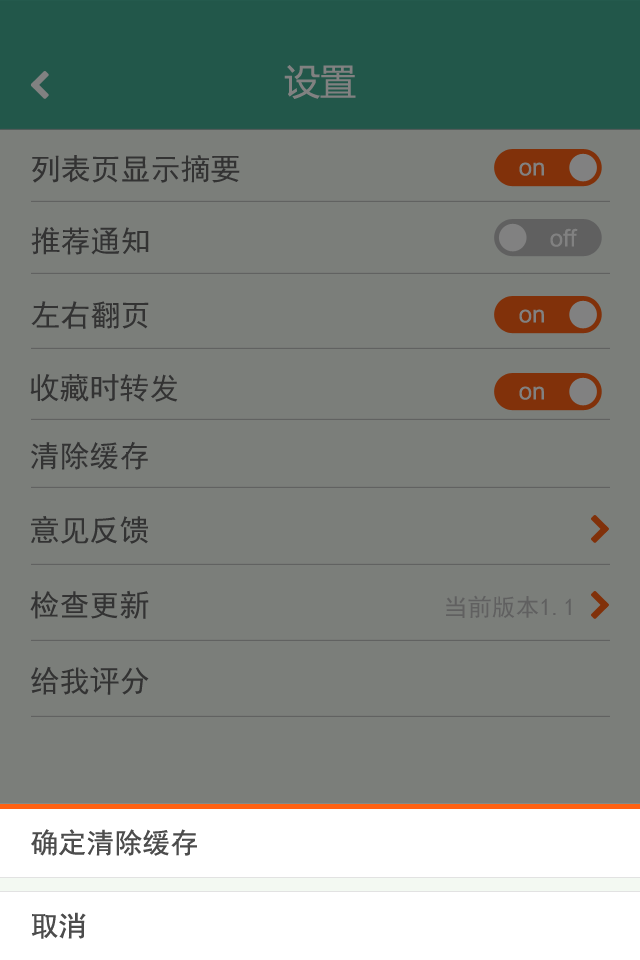 设置
列表页显示摘要 on
推荐通知 off
左右翻页 on
收藏时转发 on
清除缓存
意见反馈
检查更新 当前版本1.1
给我评分
确定清除缓存
取消